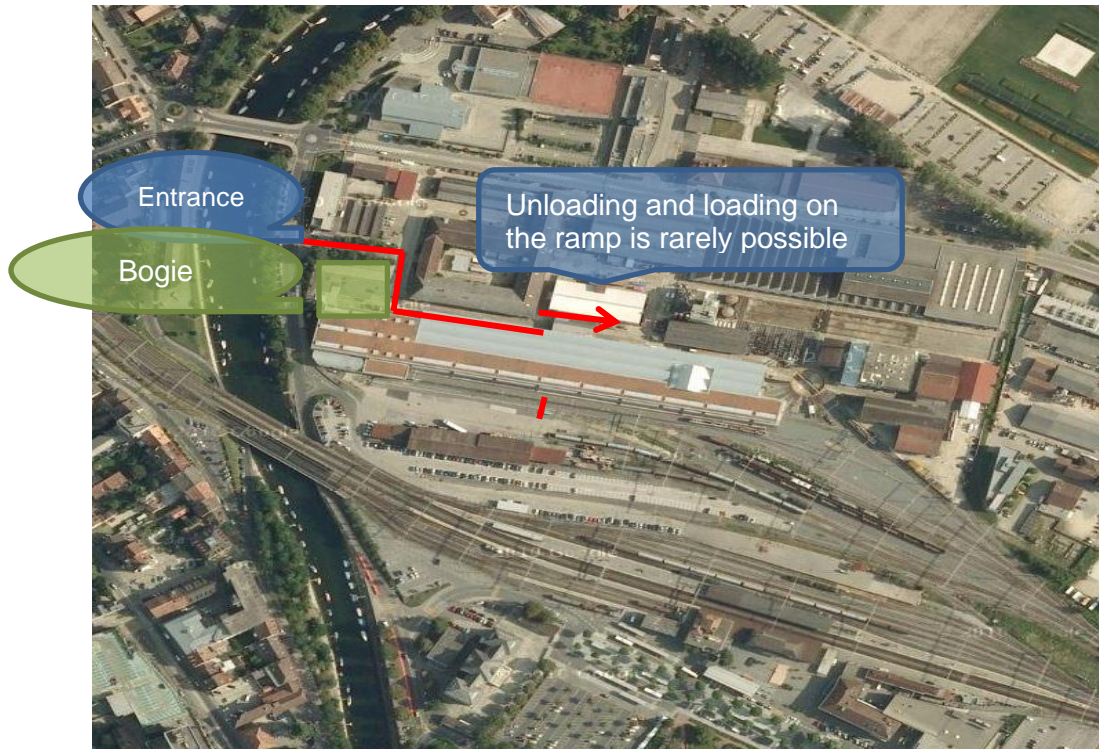 Entrance
Unloading and loading on
the ramp is rarely possible
Bogie